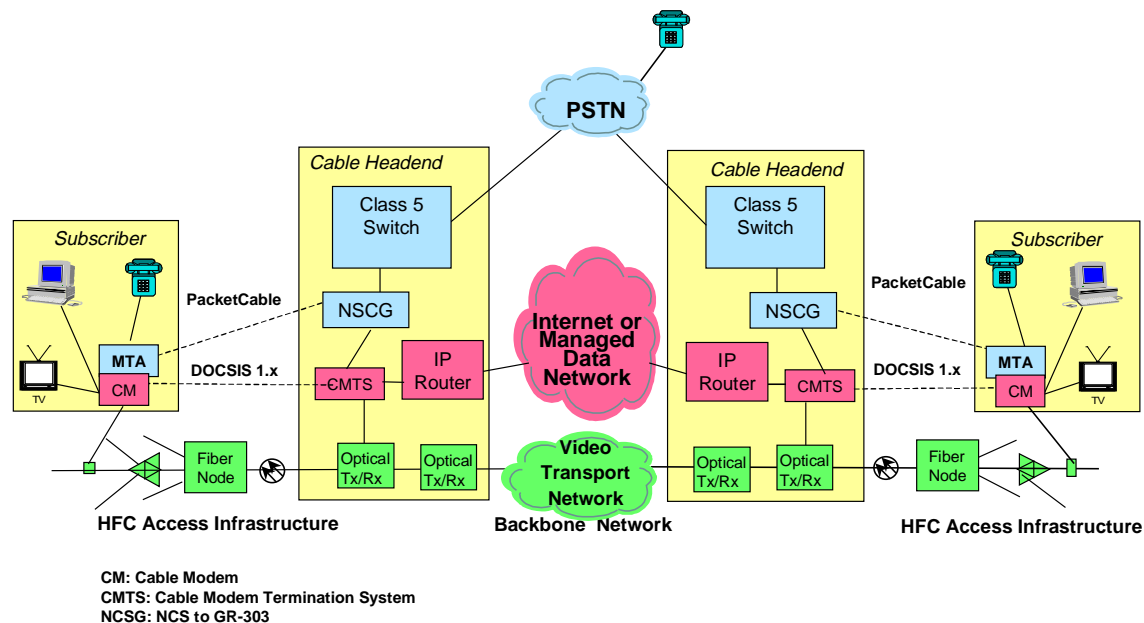 PSTN
Cable Headend
Class 5
Switch
NSCG
CMTS
IP
Router
Optical
Tx/Rx
Optical
Tx/Rx
Subscriber
MTA
CM
TV
PacketCable
DOCSIS 1.x
Fiber
Node
HFC Access Infrastructure
Internet or
Managed
Data
Network
Video
Transport
Network
Backbone Network
Cable Headend
Class 5
Switch
NSCG
IP
Router
CMTS
Optical
Tx/Rx
Optical
Tx/Rx
PacketCable
DOCSIS 1.x
Subscriber
MTA
CM
TV
Fiber
Node
HFC Access Infrastructure
CM: Cable Modem
CMTS: Cable Modem Termination System
NCSG: NCS to GR-303